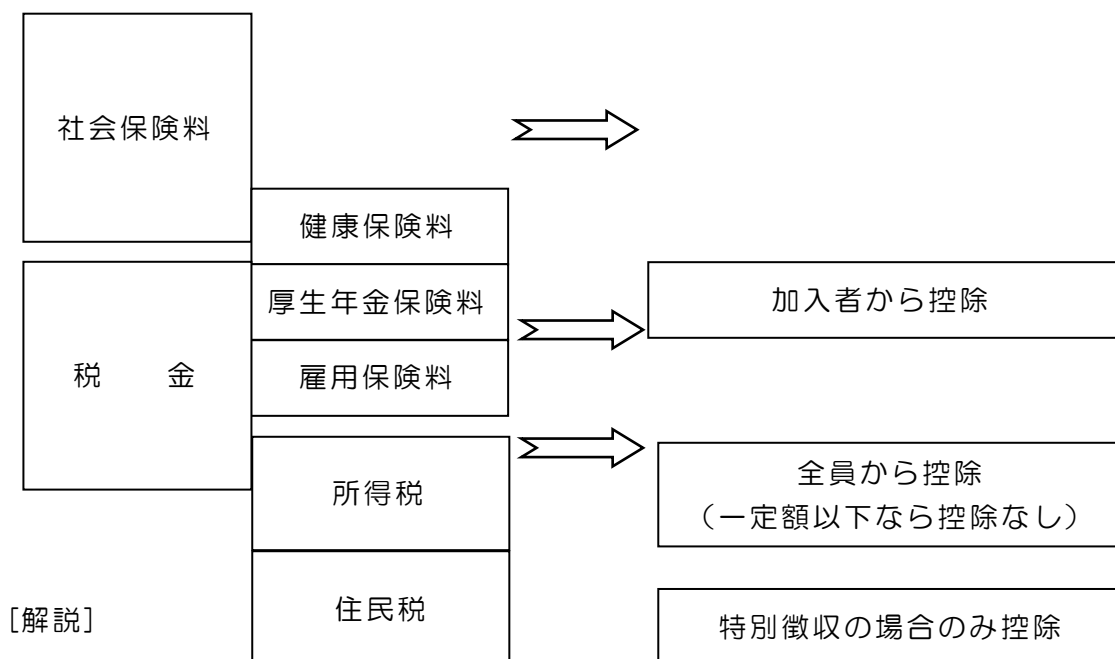 社会保険料
健康保険料
厚生年金保険料
雇用保険料
加入者から控除
税　　金
所得税
住民税
全員から控除
（一定額以下なら控除なし）
特別徴収の場合のみ控除
[解説]